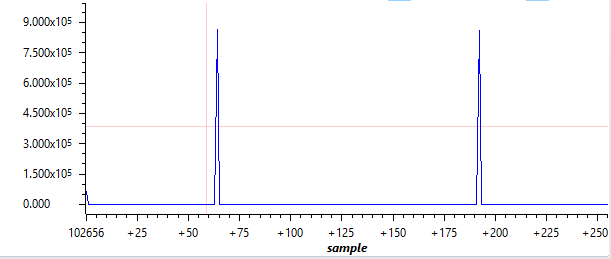 9.000x10⁵
7.500x10⁵
6.000x10⁵
4.500x10⁵
3.000x10⁵
1.500x10⁵
0.000
102656 +25 +50 +75 +100 +125 +150 +175 +200 +225 +250
sample